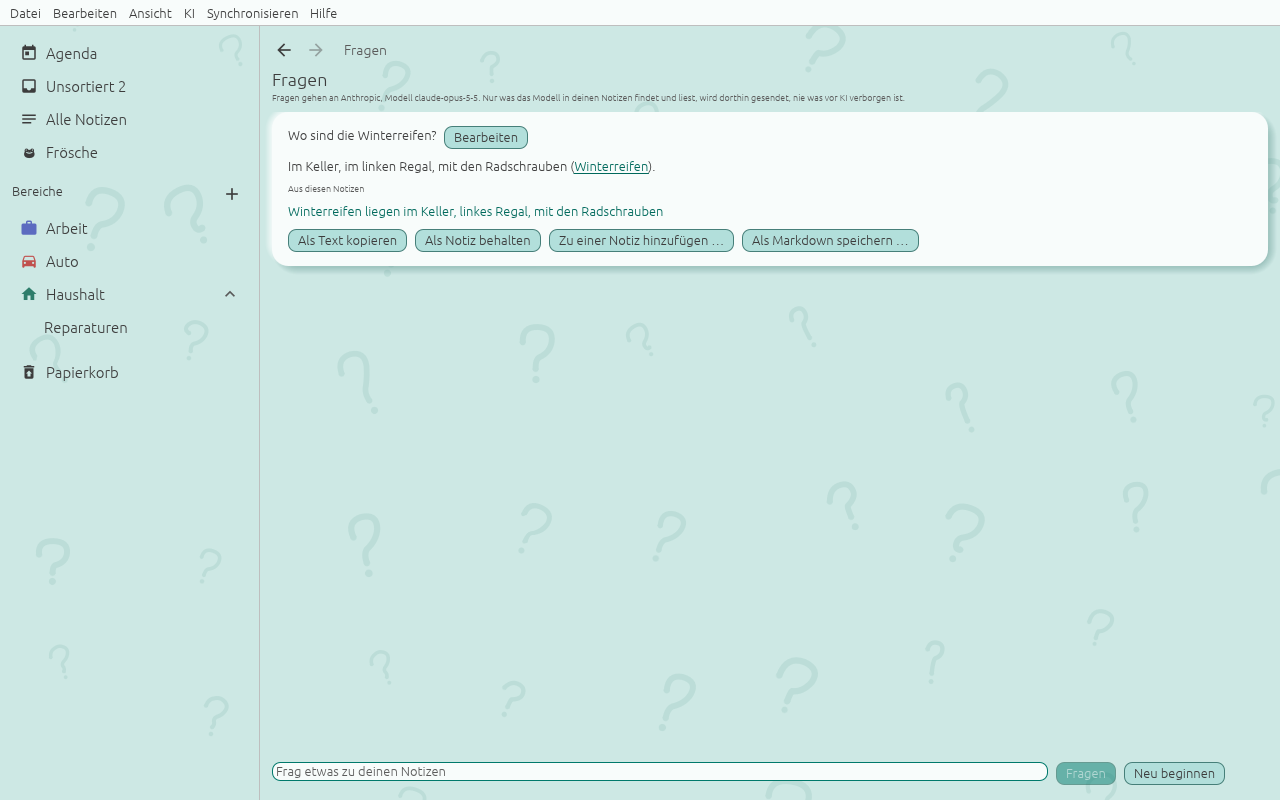 Datei Bearbeiten Ansicht KI Synchronisieren Hilfe
Agenda
Unsortiert 2
Alle Notizen
Frösche
Bereiche
Arbeit
Auto
Haushalt
Reparaturen
Papierkorb
Fragen
Fragen
Fragen gehen an Anthropic, Modell claude-opus-5-5. Nur was das Modell in deinen Notizen findet und liest, wird dorthin gesendet, nie was vor KI verborgen ist.
Wo sind die Winterreifen? Bearbeiten
Im Keller, im linken Regal, mit den Radschrauben (Winterreifen).
Aus diesen Notizen
Winterreifen liegen im Keller, linkes Regal, mit den Radschrauben
Als Text kopieren Als Notiz behalten Zu einer Notiz hinzufügen … Als Markdown speichern …
Frag etwas zu deinen Notizen Fragen Neu beginnen